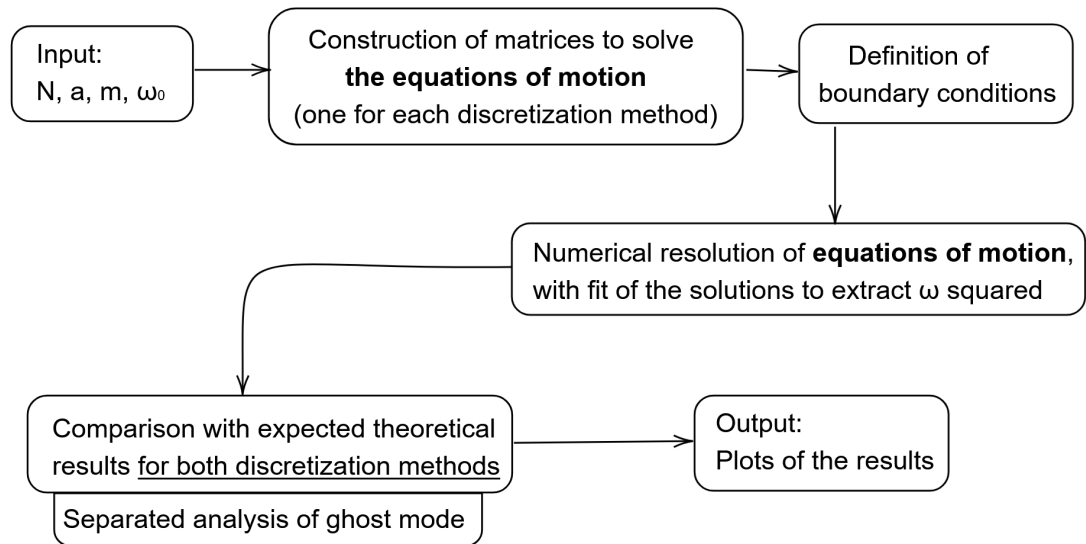 Input:
N, a, m, ω₀
Construction of matrices to solve
the equations of motion
(one for each discretization method)
Definition of
boundary conditions
Numerical resolution of equations of motion,
with fit of the solutions to extract ω squared
Comparison with expected theoretical
results for both discretization methods
Separated analysis of ghost mode
Output:
Plots of the results